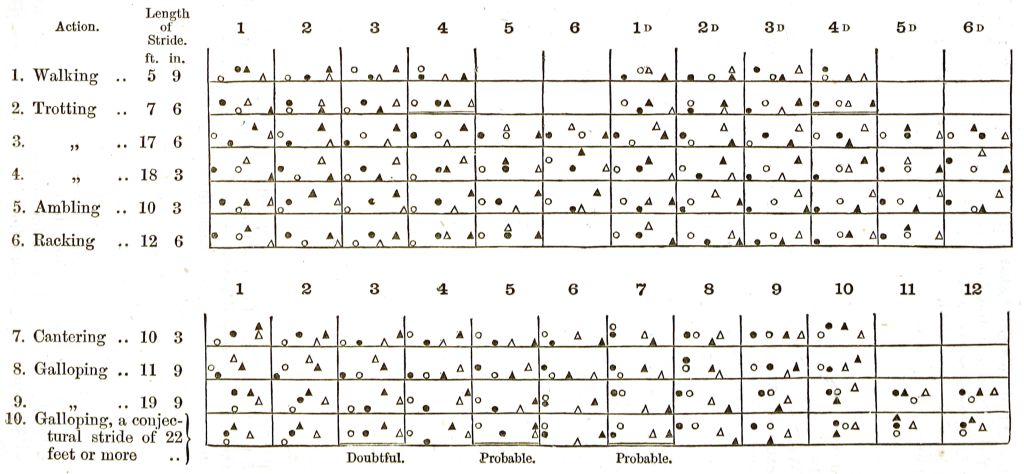 Action. Length of Stride. 1 2 3 4 5 6 1D 2D 3D 4D 5D 6D
ft. in.
1. Walking .. 5 9
2. Trotting .. 7 6
3. „ .. 17 6
4. „ .. 18 3
5. Ambling .. 10 3
6. Racking .. 12 6
1 2 3 4 5 6 7 8 9 10 11 12
7. Cantering .. 10 3
8. Galloping .. 11 9
9. „ .. 19 9
10. Galloping, a conjec-
tural stride of 22
feet or more ..
Doubtful. Probable. Probable.